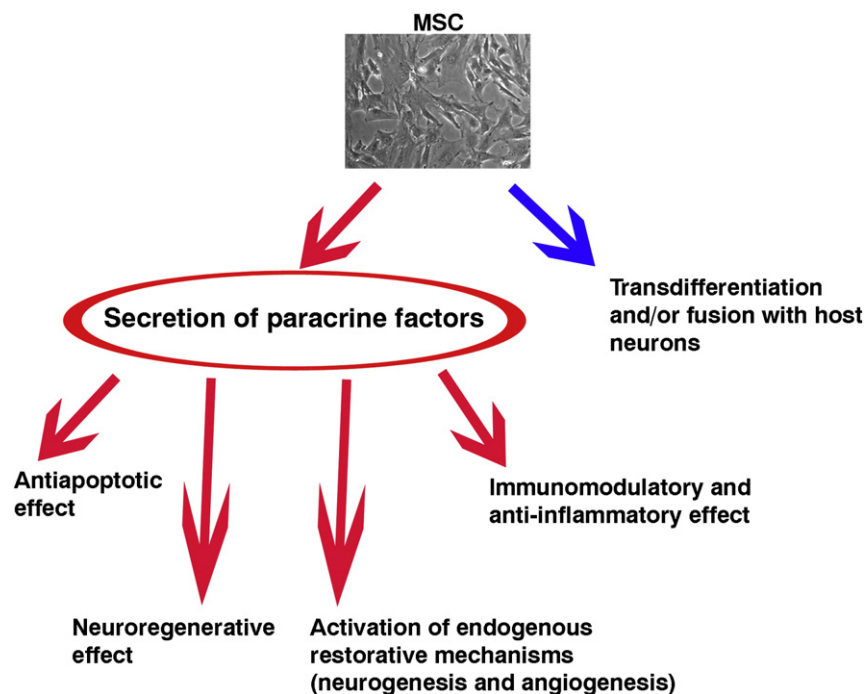 MSC
Secretion of paracrine factors
Transdifferentiation
and/or fusion with host
neurons
Antiapoptotic
effect
Immunomodulatory and
anti-inflammatory effect
Neuroregenerative
effect
Activation of endogenous
restorative mechanisms
(neurogenesis and angiogenesis)